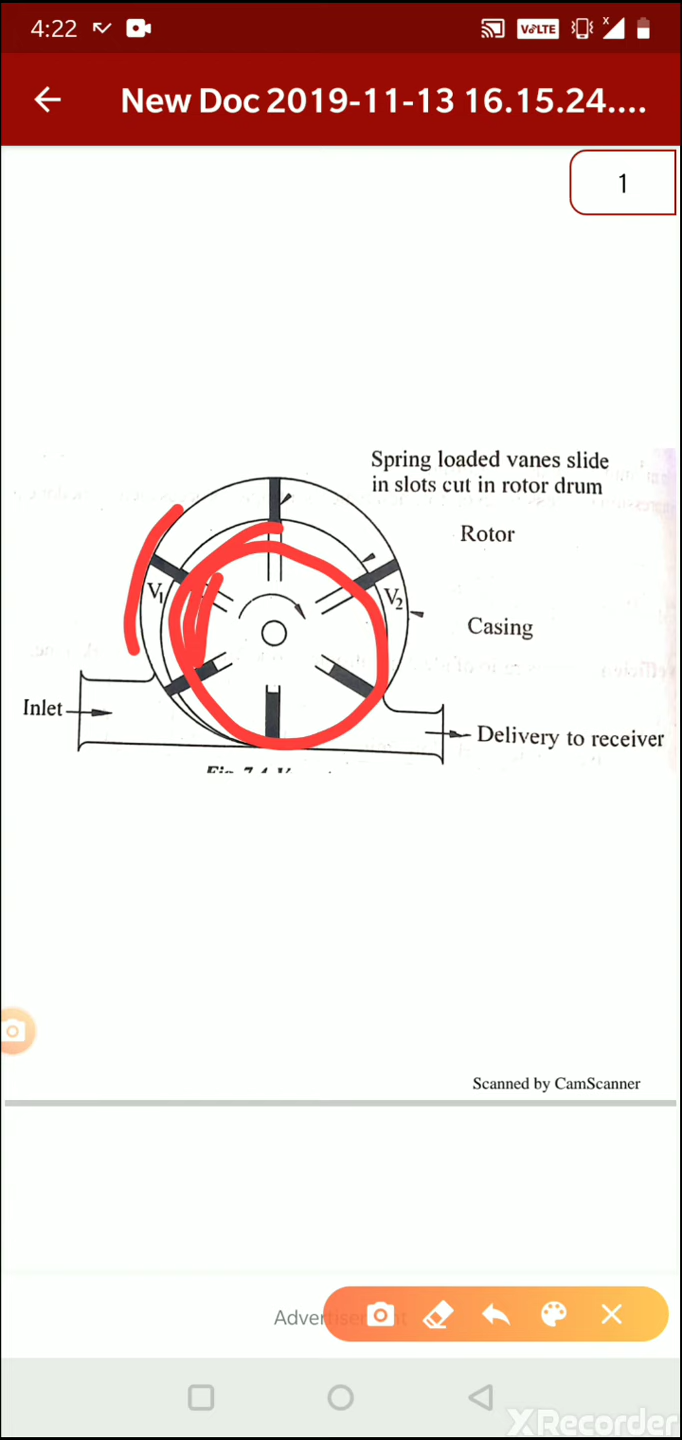 4:22
VoLTE
New Doc 2019-11-13 16.15.24....
1
Spring loaded vanes slide
in slots cut in rotor drum
Rotor
V1
V2
Casing
Inlet
Delivery to receiver
Scanned by CamScanner
XRecorder